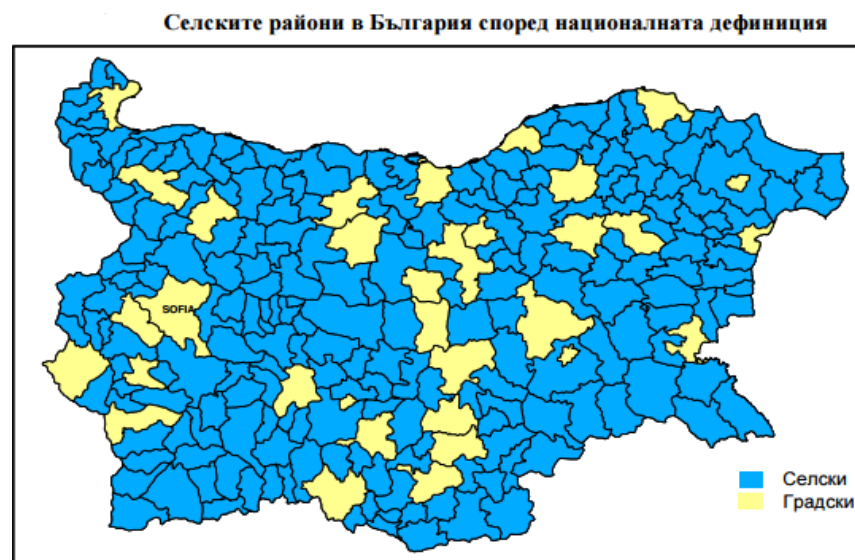 Селските райони в България според националната дефиниция
SOFIA
Селски
Градски